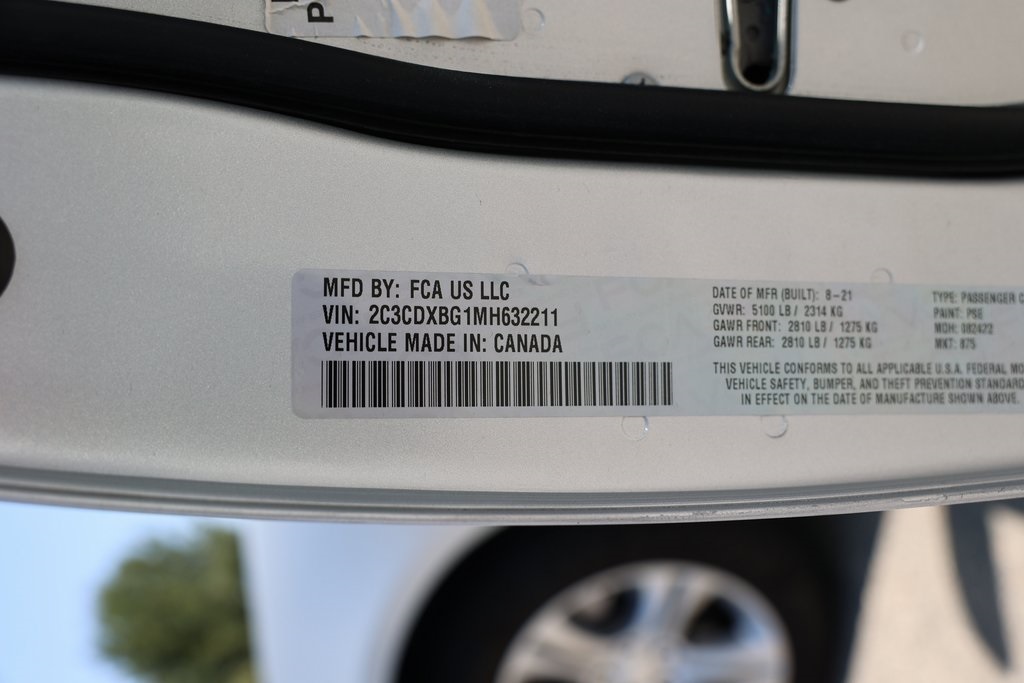 P
MFD BY: FCA US LLC
VIN: 2C3CDXBG1MH632211
VEHICLE MADE IN: CANADA
DATE OF MFR (BUILT): 8-21
GVWR: 5100 LB / 2314 KG
GAWR FRONT: 2810 LB / 1275 KG
GAWR REAR: 2810 LB / 1275 KG
TYPE: PASSENGER C
PAINT: PSE
MDH: 082422
MKT: 875
THIS VEHICLE CONFORMS TO ALL APPLICABLE U.S.A. FEDERAL MO
VEHICLE SAFETY, BUMPER, AND THEFT PREVENTION STANDARD
IN EFFECT ON THE DATE OF MANUFACTURE SHOWN ABOVE.